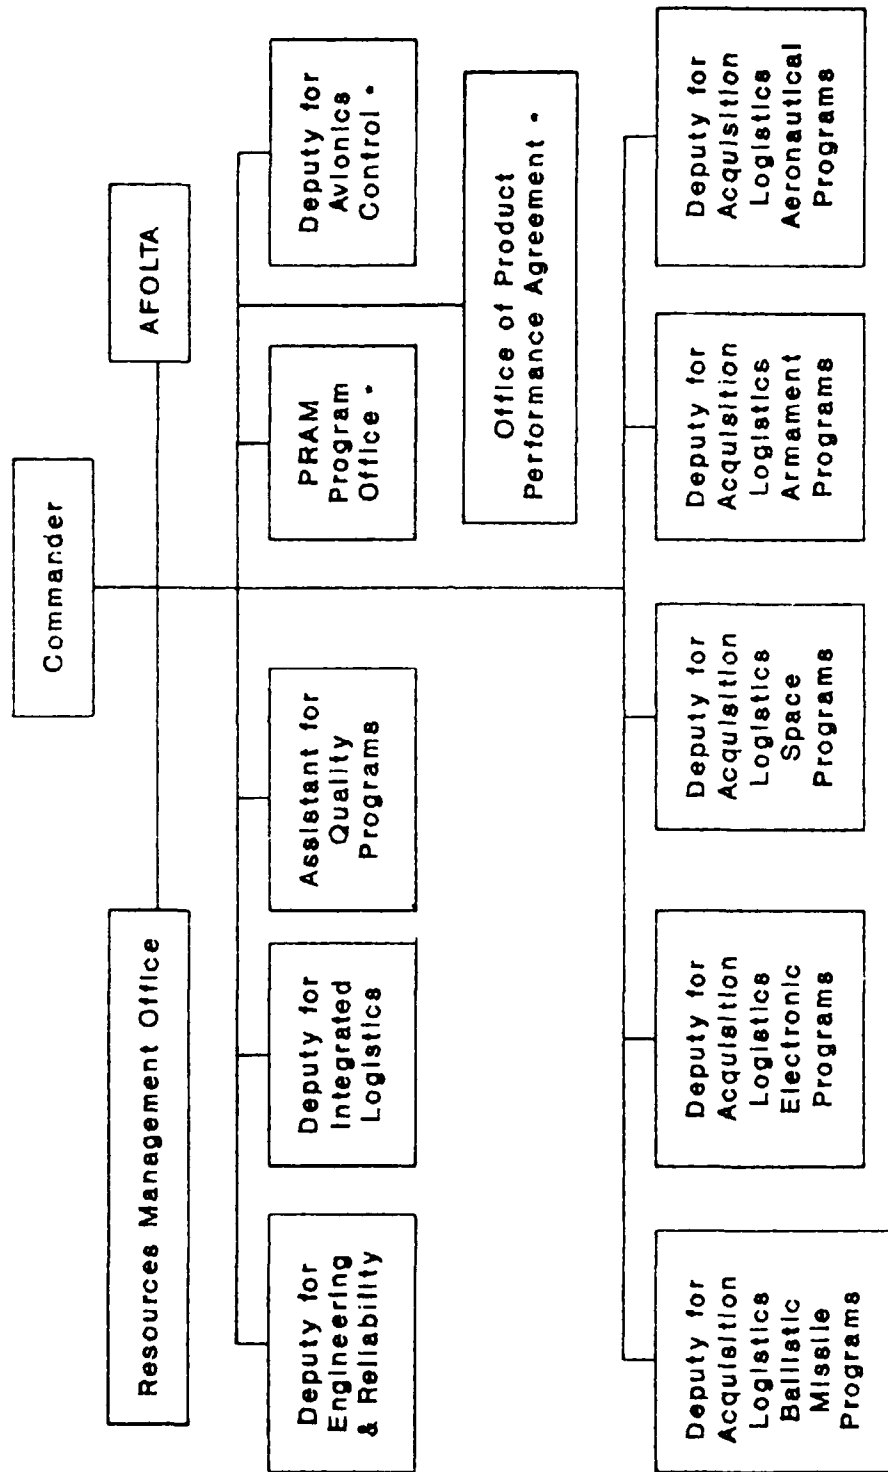 Commander
Resources Management Office
AFOLTA
Deputy for
Engineering
& Reliability
Deputy for
Integrated
Logistics
Assistant for
Quality
Programs
PRAM
Program
Office *
Deputy for
Avionics
Control *
Office of Product
Performance Agreement *
Deputy for
Acquisition
Logistics
Ballistic
Missile
Programs
Deputy for
Acquisition
Logistics
Electronic
Programs
Deputy for
Acquisition
Logistics
Space
Programs
Deputy for
Acquisition
Logistics
Armament
Programs
Deputy for
Acquisition
Logistics
Aeronautical
Programs